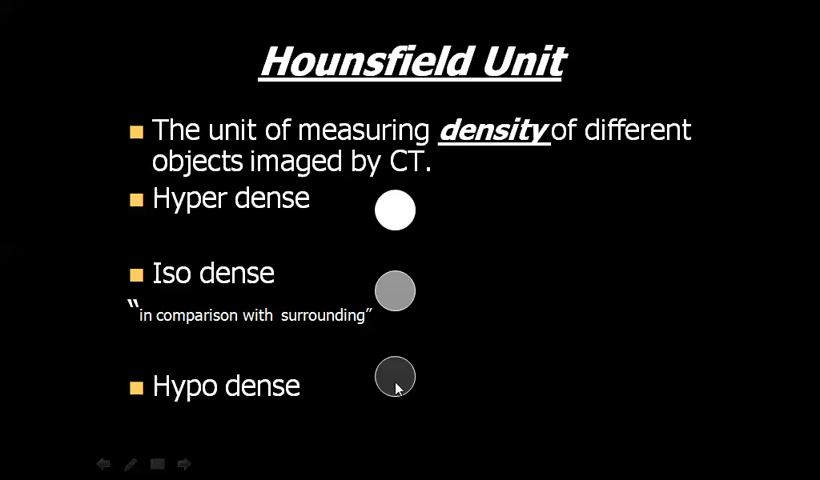 Hounsfield Unit
The unit of measuring density of different
objects imaged by CT.
Hyper dense
Iso dense
“in comparison with surrounding”
Hypo dense